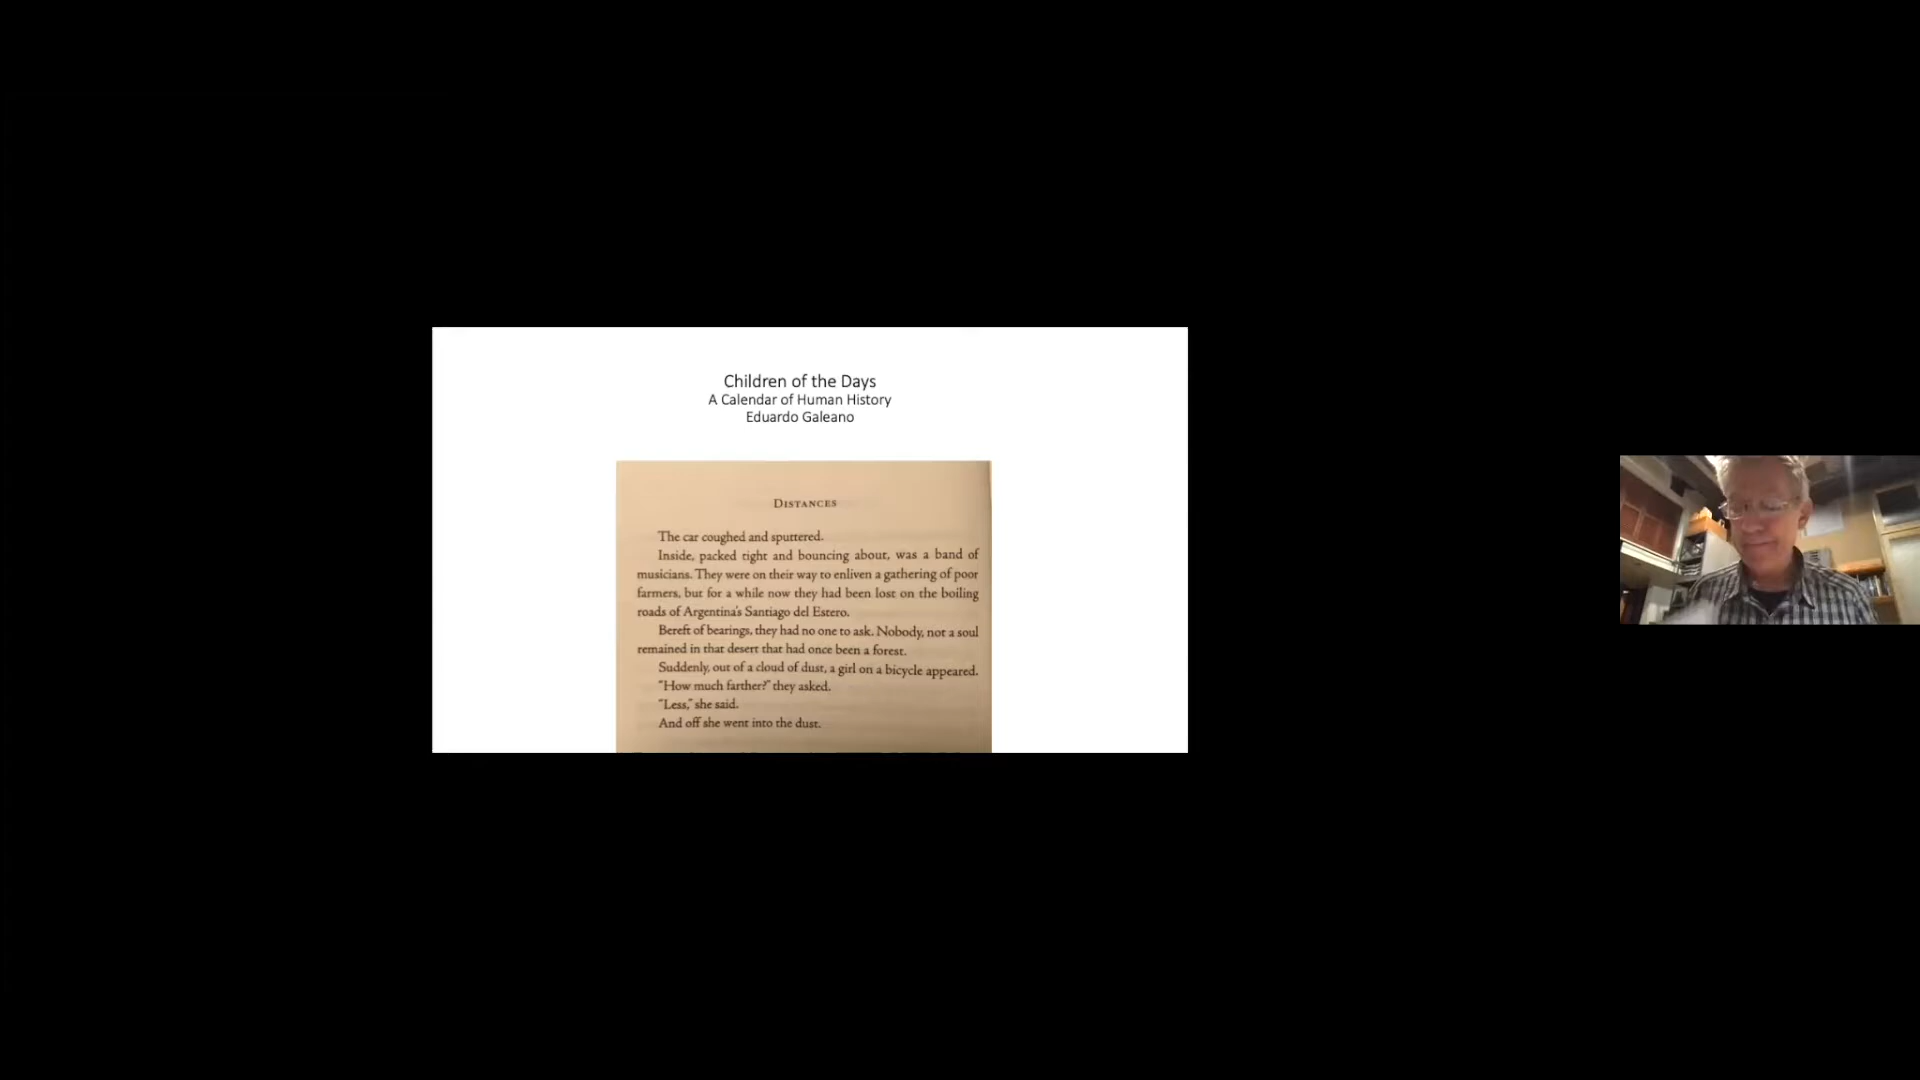 Children of the Days
A Calendar of Human History
Eduardo Galeano
DISTANCES
The car coughed and sputtered.
Inside, packed tight and bouncing about, was a band of
musicians. They were on their way to enliven a gathering of poor
farmers, but for a while now they had been lost on the boiling
roads of Argentina's Santiago del Estero.
Bereft of bearings, they had no one to ask. Nobody, not a soul
remained in that desert that had once been a forest.
Suddenly, out of a cloud of dust, a girl on a bicycle appeared.
"How much farther?" they asked.
"Less," she said.
And off she went into the dust.